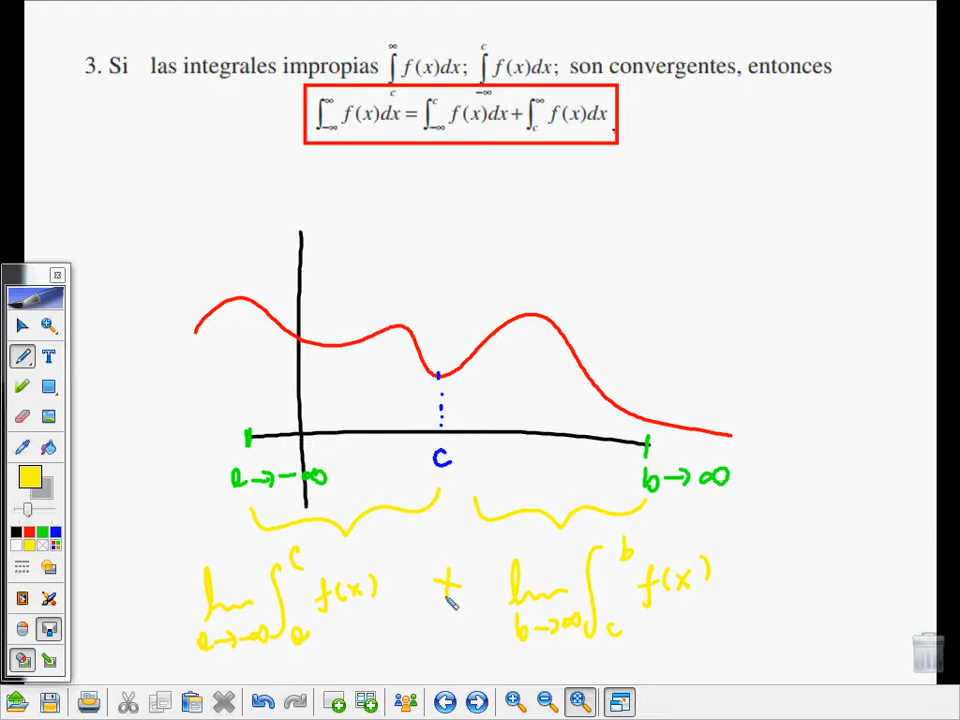 3. Si las integrales impropias ∫_c^∞ f(x)dx; ∫_{-∞}^c f(x)dx; son convergentes, entonces
∫_{-∞}^∞ f(x)dx = ∫_{-∞}^c f(x)dx + ∫_c^∞ f(x)dx ,
c
a→-∞ b→∞
lim_{a→-∞} ∫_a^c f(x) + lim_{b→∞} ∫_c^b f(x)
T